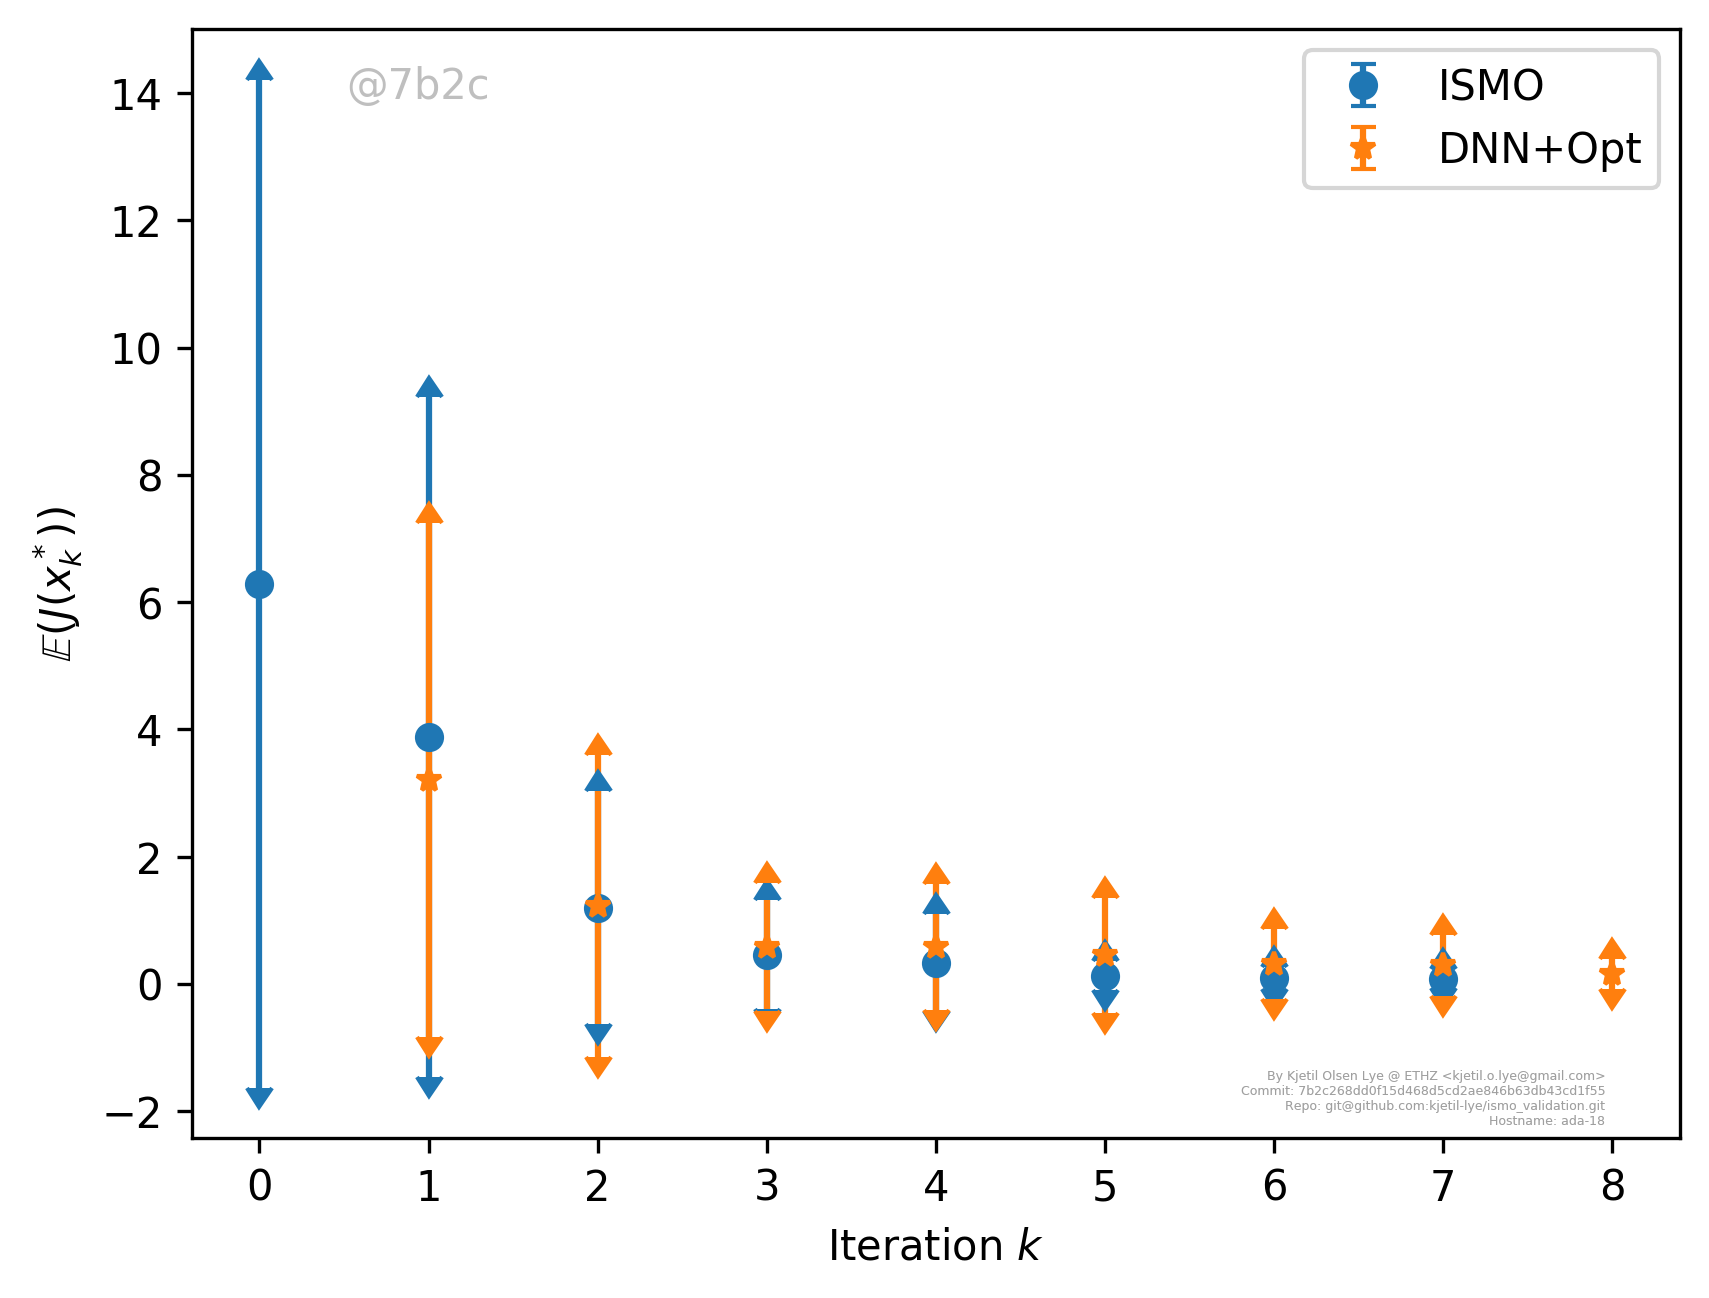 @7b2c
ISMO
DNN+Opt
14
12
10
8
6
4
2
0
−2
𝔼(J(x*k))
0 1 2 3 4 5 6 7 8
Iteration k
By Kjetil Olsen Lye @ ETHZ <kjetil.o.lye@gmail.com>
Commit: 7b2c268dd0f15d468d5cd2ae846b63db43cd1f55
Repo: git@github.com:kjetil-lye/ismo_validation.git
Hostname: ada-18